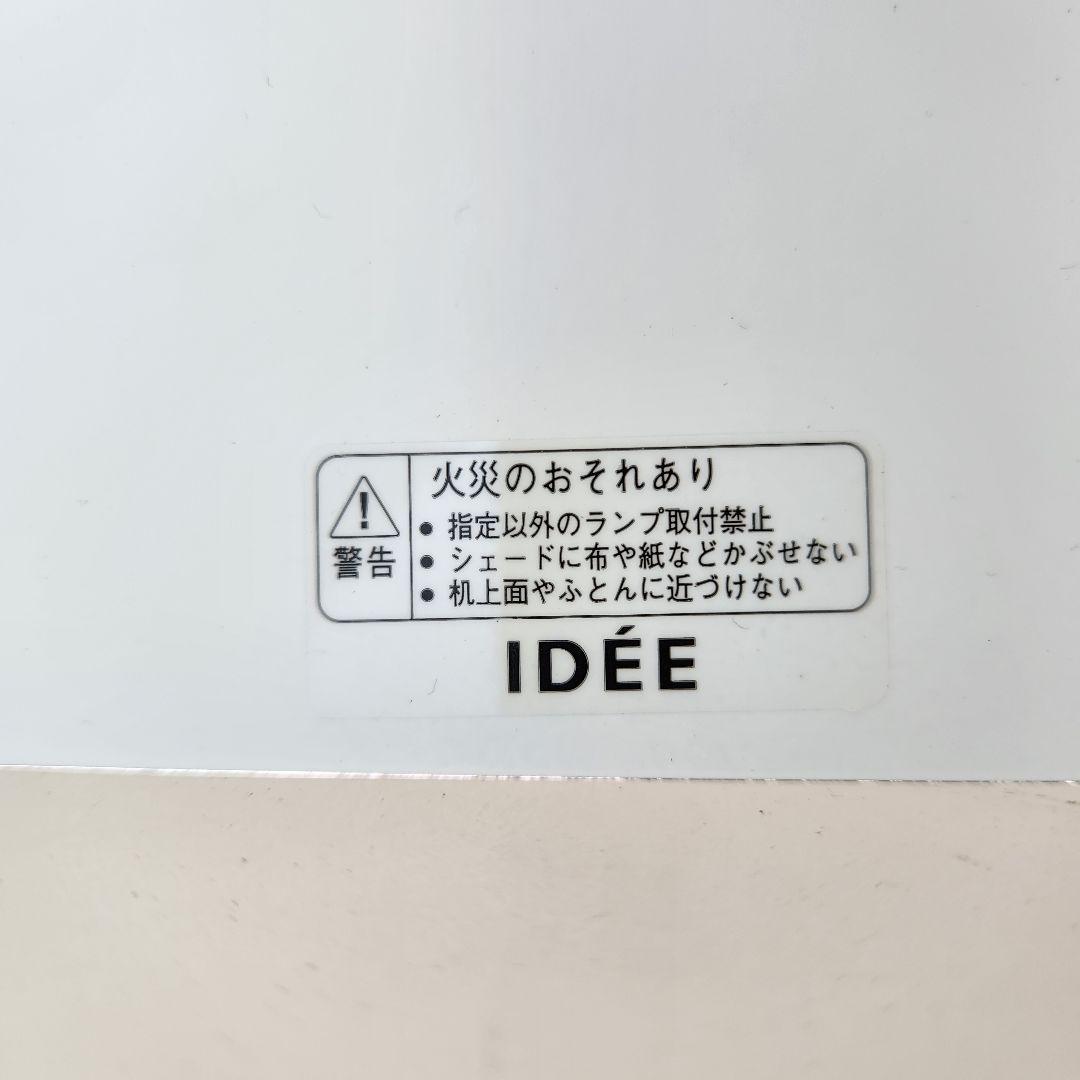 警告
火災のおそれあり
● 指定以外のランプ取付禁止
● シェードに布や紙などかぶせない
● 机上面やふとんに近づけない
IDÉE